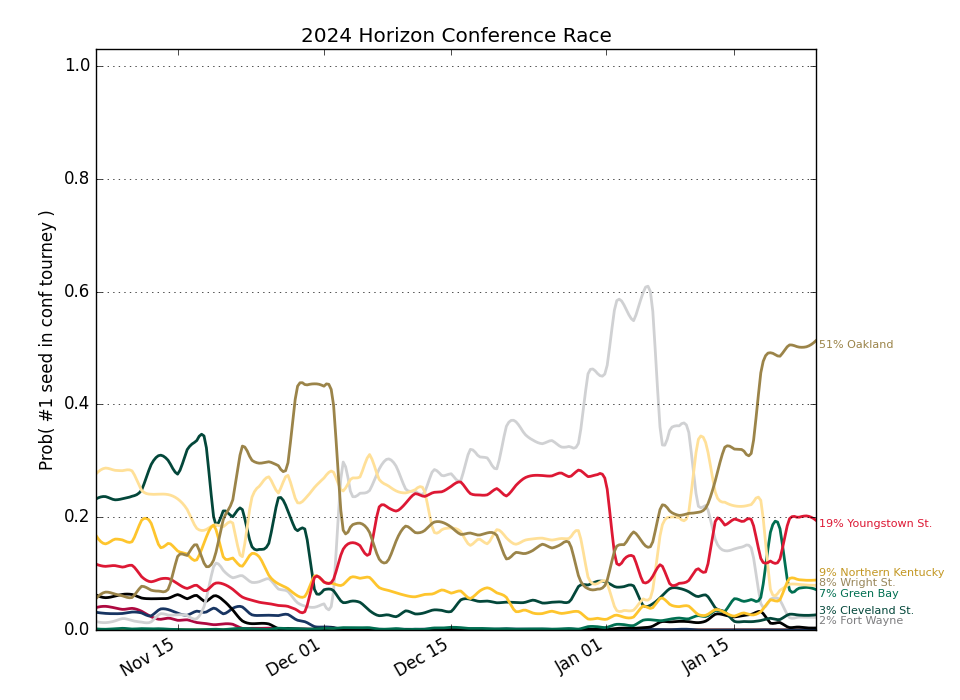 2024 Horizon Conference Race
Prob( #1 seed in conf tourney )
1.0
0.8
0.6
0.4
0.2
0.0
Nov 15
Dec 01
Dec 15
Jan 01
Jan 15
51% Oakland
19% Youngstown St.
9% Northern Kentucky
8% Wright St.
7% Green Bay
3% Cleveland St.
2% Fort Wayne